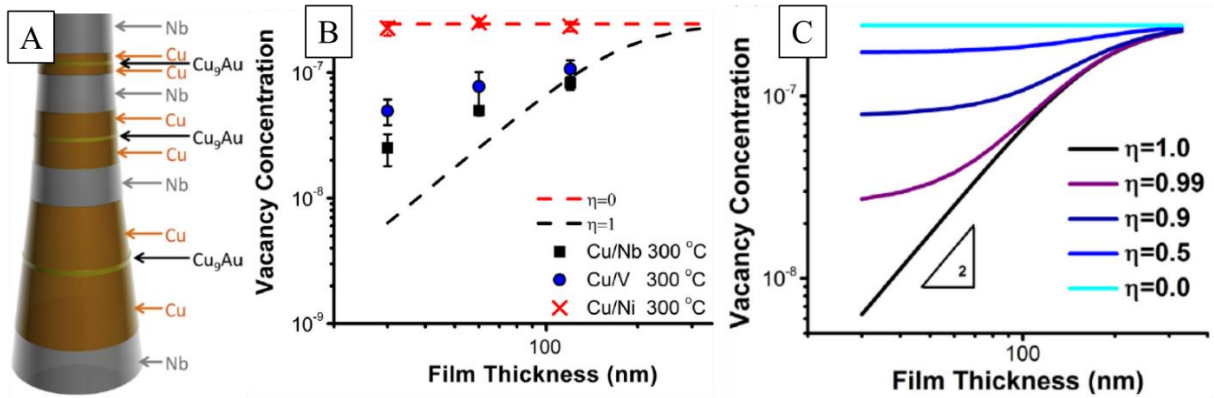 A
Nb
Cu
Cu
Cu₉Au
Nb
Cu
Cu₉Au
Cu
Nb
Cu
Cu₉Au
Cu
Nb
B
Vacancy Concentration
10⁻⁷
10⁻⁸
10⁻⁹
η=0
η=1
Cu/Nb 300 °C
Cu/V 300 °C
Cu/Ni 300 °C
100
Film Thickness (nm)
C
Vacancy Concentration
10⁻⁷
10⁻⁸
η=1.0
η=0.99
η=0.9
η=0.5
η=0.0
2
100
Film Thickness (nm)